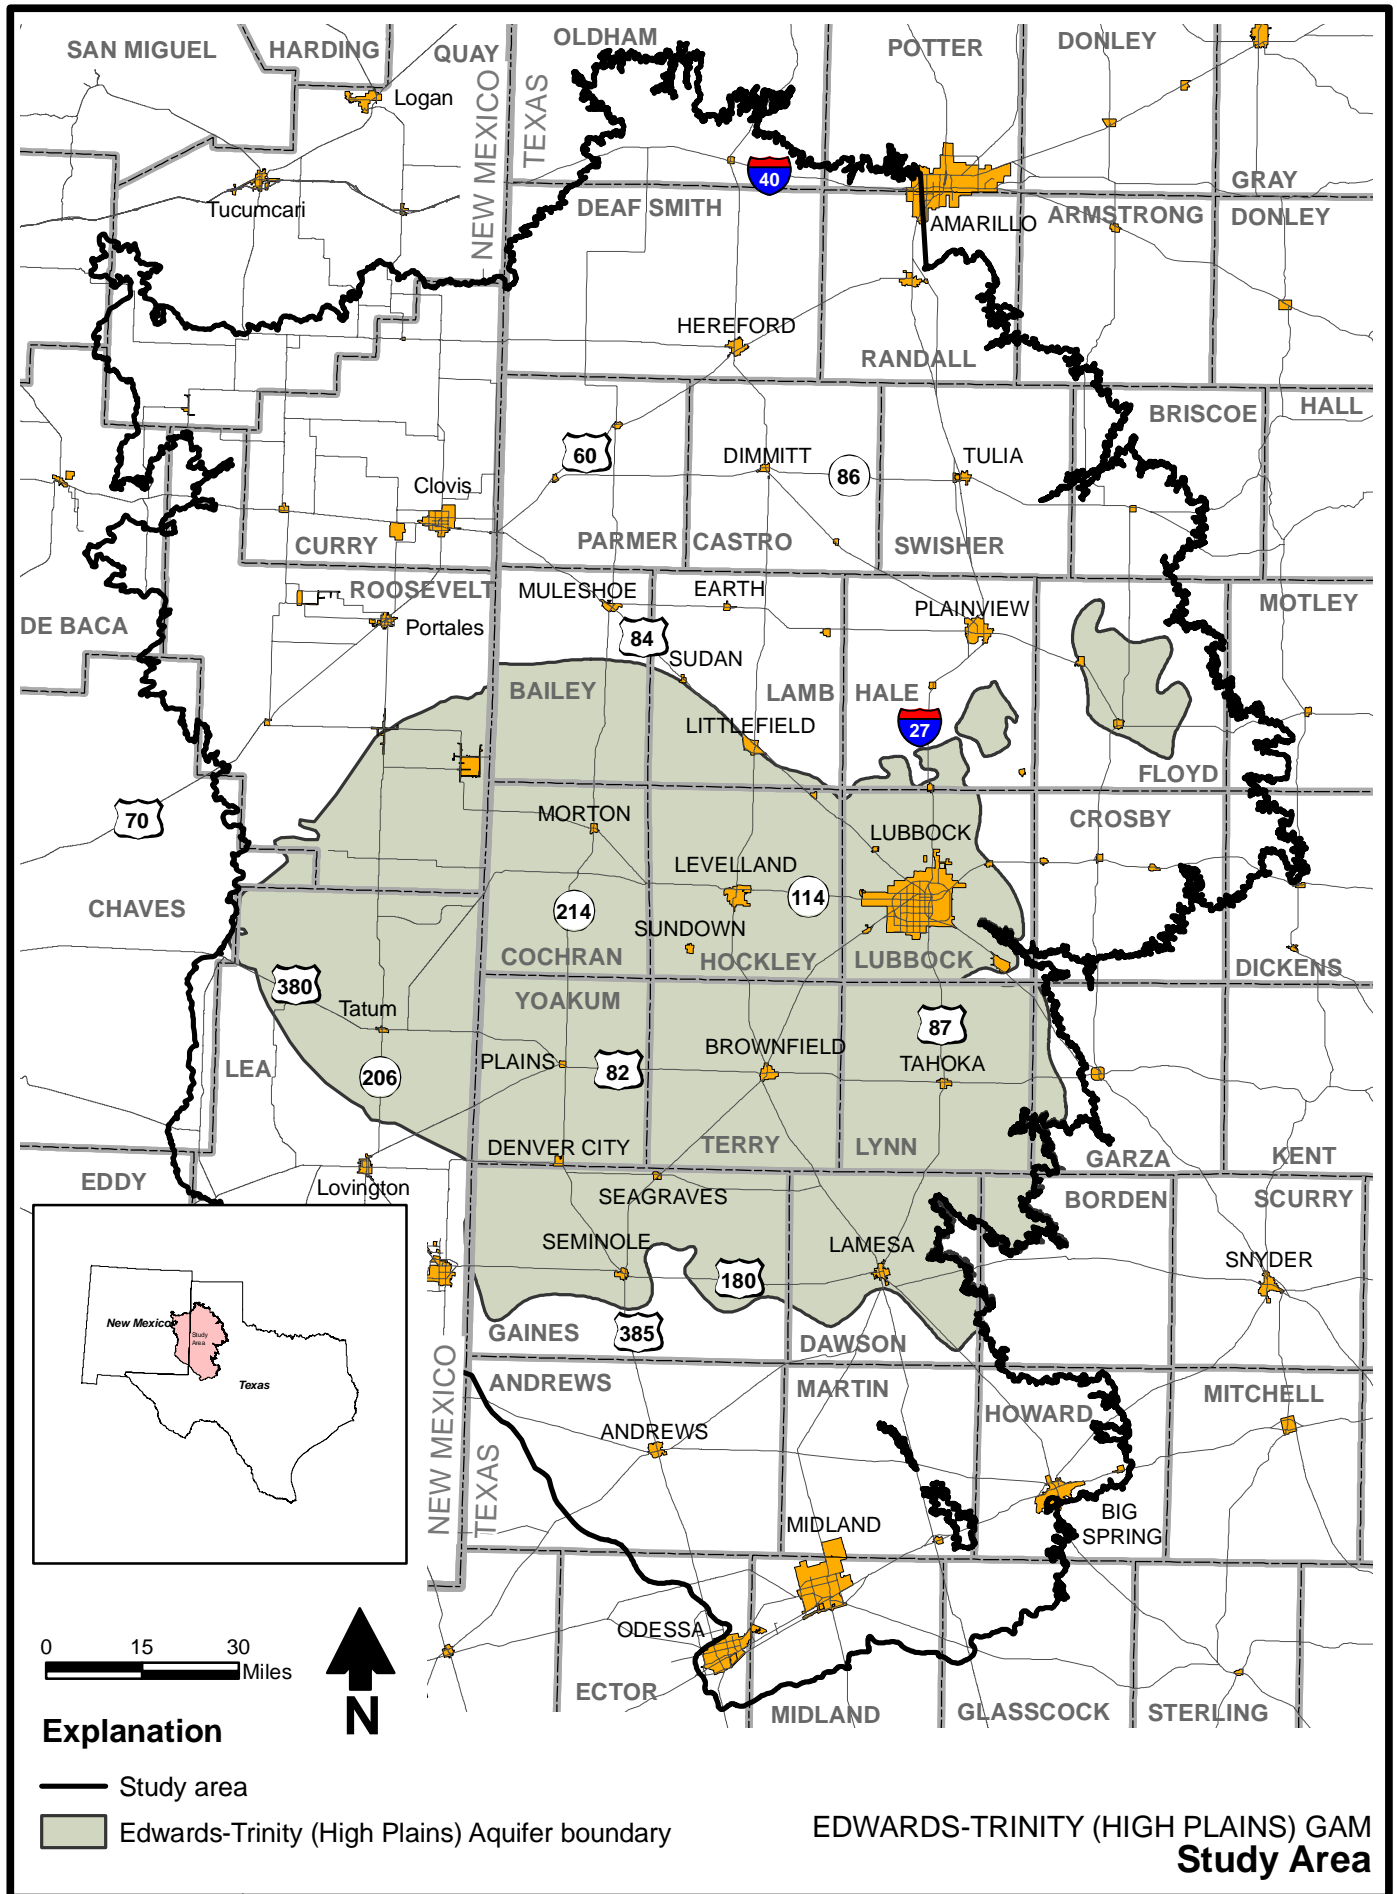 SAN MIGUEL
HARDING
QUAY
OLDHAM
POTTER
DONLEY
Logan
NEW MEXICO
TEXAS
40
GRAY
Tucumcari
DEAF SMITH
AMARILLO
ARMSTRONG
DONLEY
HEREFORD
RANDALL
BRISCOE
HALL
60
DIMMITT
86
TULIA
Clovis
CURRY
PARMER
CASTRO
SWISHER
ROOSEVELT
MULESHOE
EARTH
PLAINVIEW
MOTLEY
DE BACA
Portales
84
SUDAN
BAILEY
LAMB
HALE
LITTLEFIELD
27
FLOYD
70
MORTON
LUBBOCK
CROSBY
LEVELLAND
CHAVES
214
114
SUNDOWN
COCHRAN
HOCKLEY
LUBBOCK
DICKENS
380
YOAKUM
Tatum
87
LEA
PLAINS
82
BROWNFIELD
TAHOKA
206
DENVER CITY
TERRY
LYNN
GARZA
KENT
EDDY
Lovington
SEAGRAVES
BORDEN
SCURRY
SEMINOLE
LAMESA
SNYDER
180
GAINES
385
DAWSON
New Mexico
Study
Area
Texas
NEW MEXICO
TEXAS
ANDREWS
MARTIN
HOWARD
MITCHELL
ANDREWS
MIDLAND
BIG
SPRING
ODESSA
0 15 30
Miles
N
ECTOR
MIDLAND
GLASSCOCK
STERLING
Explanation
Study area
Edwards-Trinity (High Plains) Aquifer boundary
EDWARDS-TRINITY (HIGH PLAINS) GAM
Study Area